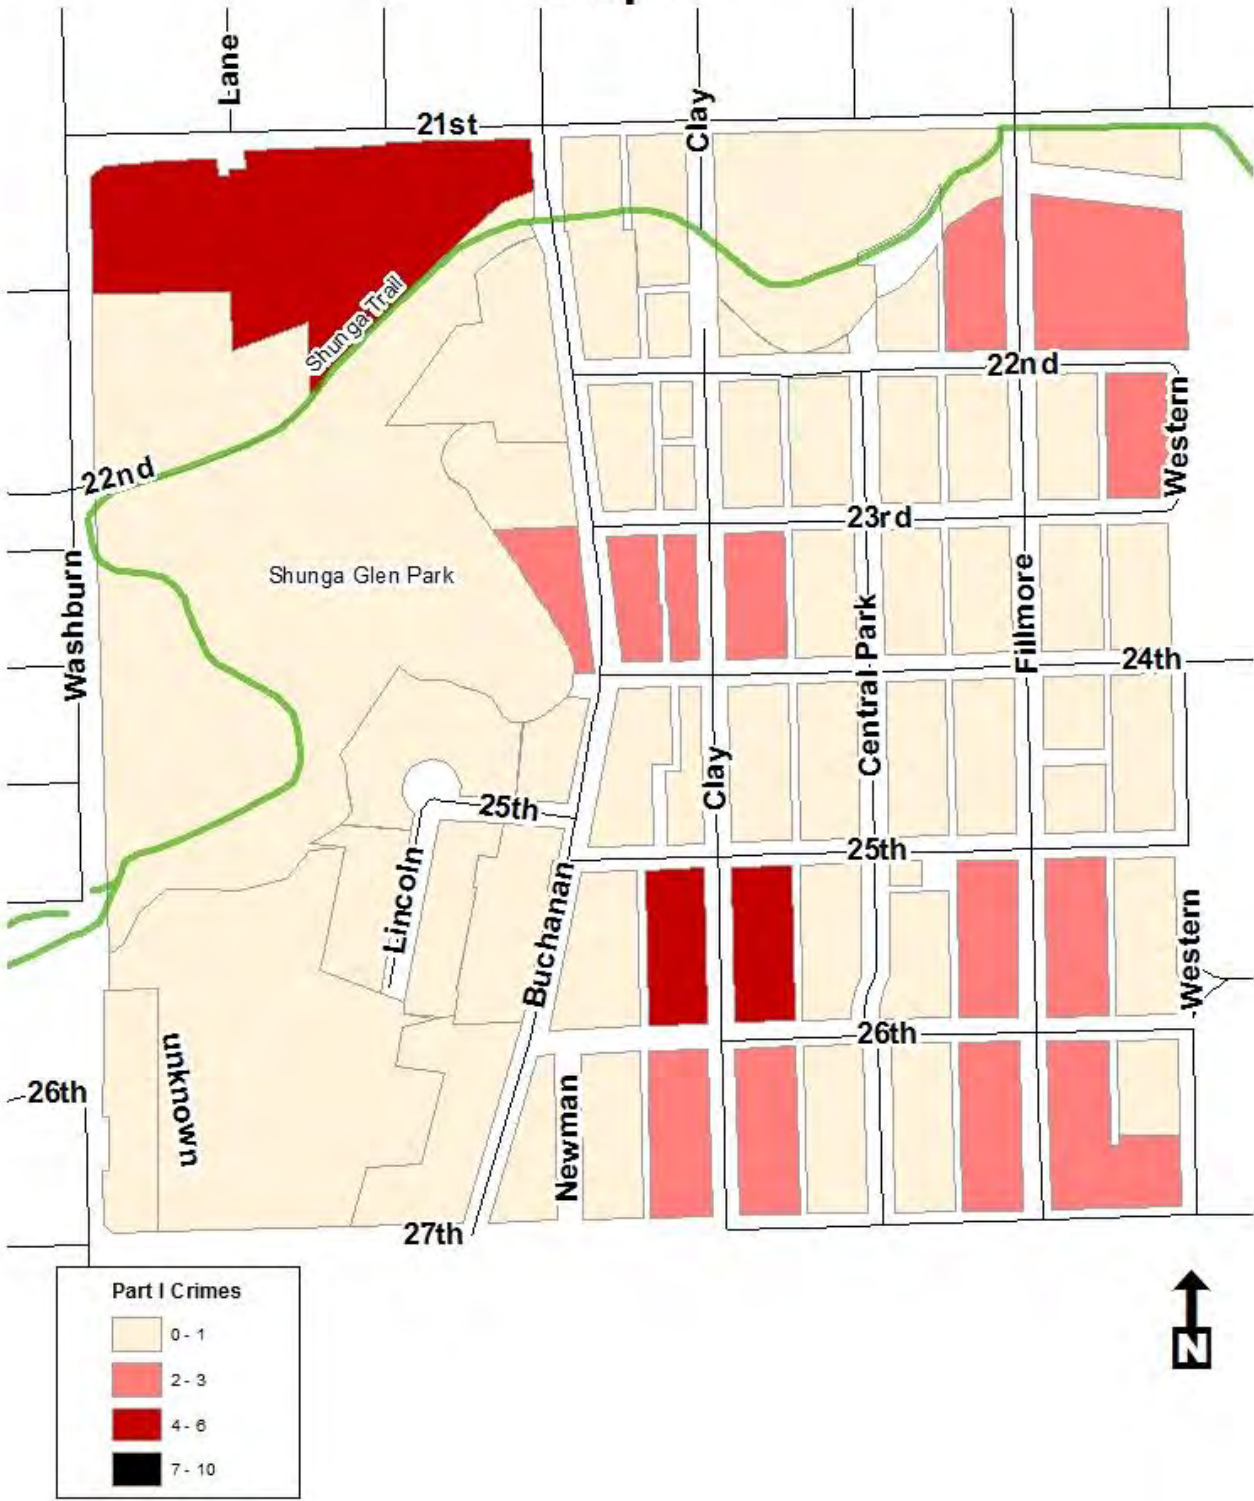 Lane
Clay
21st
Shunga Trail
22nd
Western
22nd
23rd
Shunga Glen Park
Washburn
Fillmore
Central Park
24th
Clay
25th
25th
Lincoln
Buchanan
Western
26th
unknown
26th
Newman
27th
Part I Crimes
0 - 1
2 - 3
4 - 6
7 - 10
N